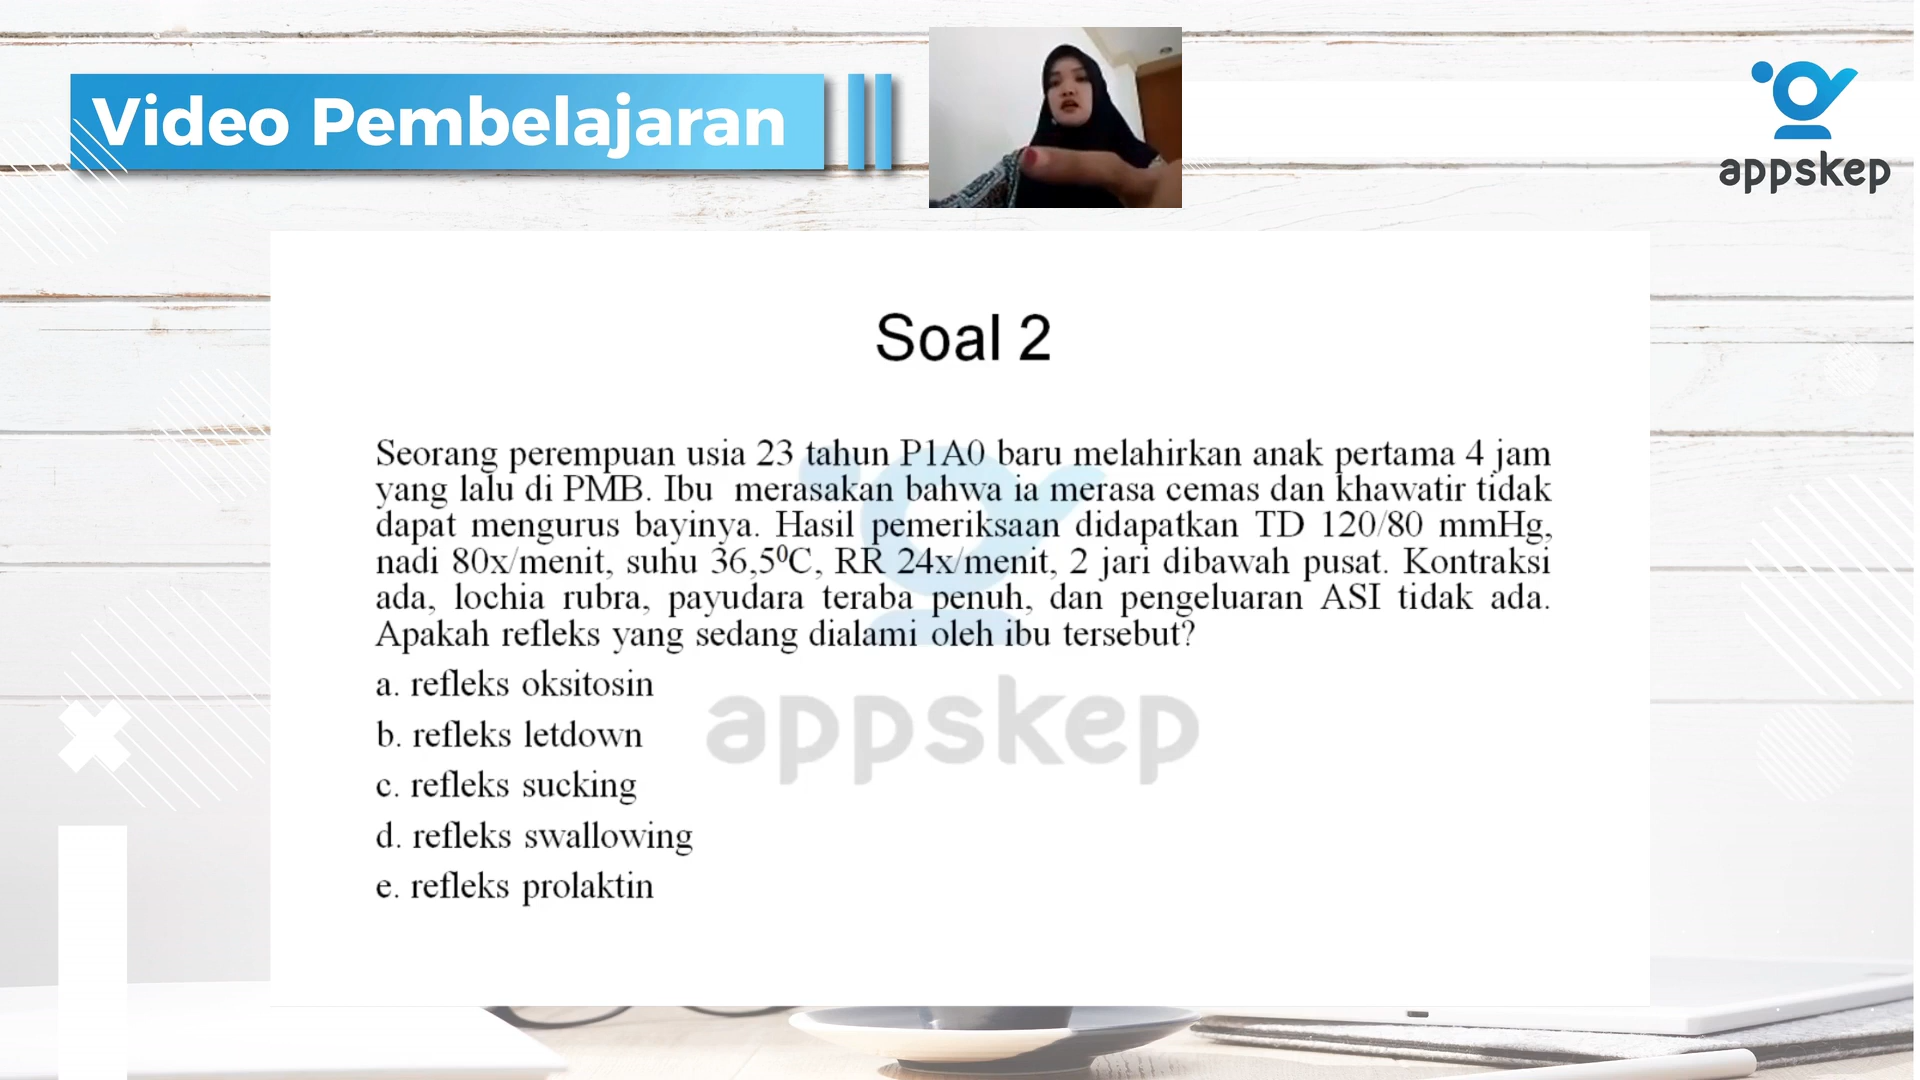 Video Pembelajaran
appskep
Soal 2
Seorang perempuan usia 23 tahun P1A0 baru melahirkan anak pertama 4 jam
yang lalu di PMB. Ibu merasakan bahwa ia merasa cemas dan khawatir tidak
dapat mengurus bayinya. Hasil pemeriksaan didapatkan TD 120/80 mmHg,
nadi 80x/menit, suhu 36,5⁰C, RR 24x/menit, 2 jari dibawah pusat. Kontraksi
ada, lochia rubra, payudara teraba penuh, dan pengeluaran ASI tidak ada.
Apakah refleks yang sedang dialami oleh ibu tersebut?
a. refleks oksitosin
b. refleks letdown
appskep
c. refleks sucking
d. refleks swallowing
e. refleks prolaktin